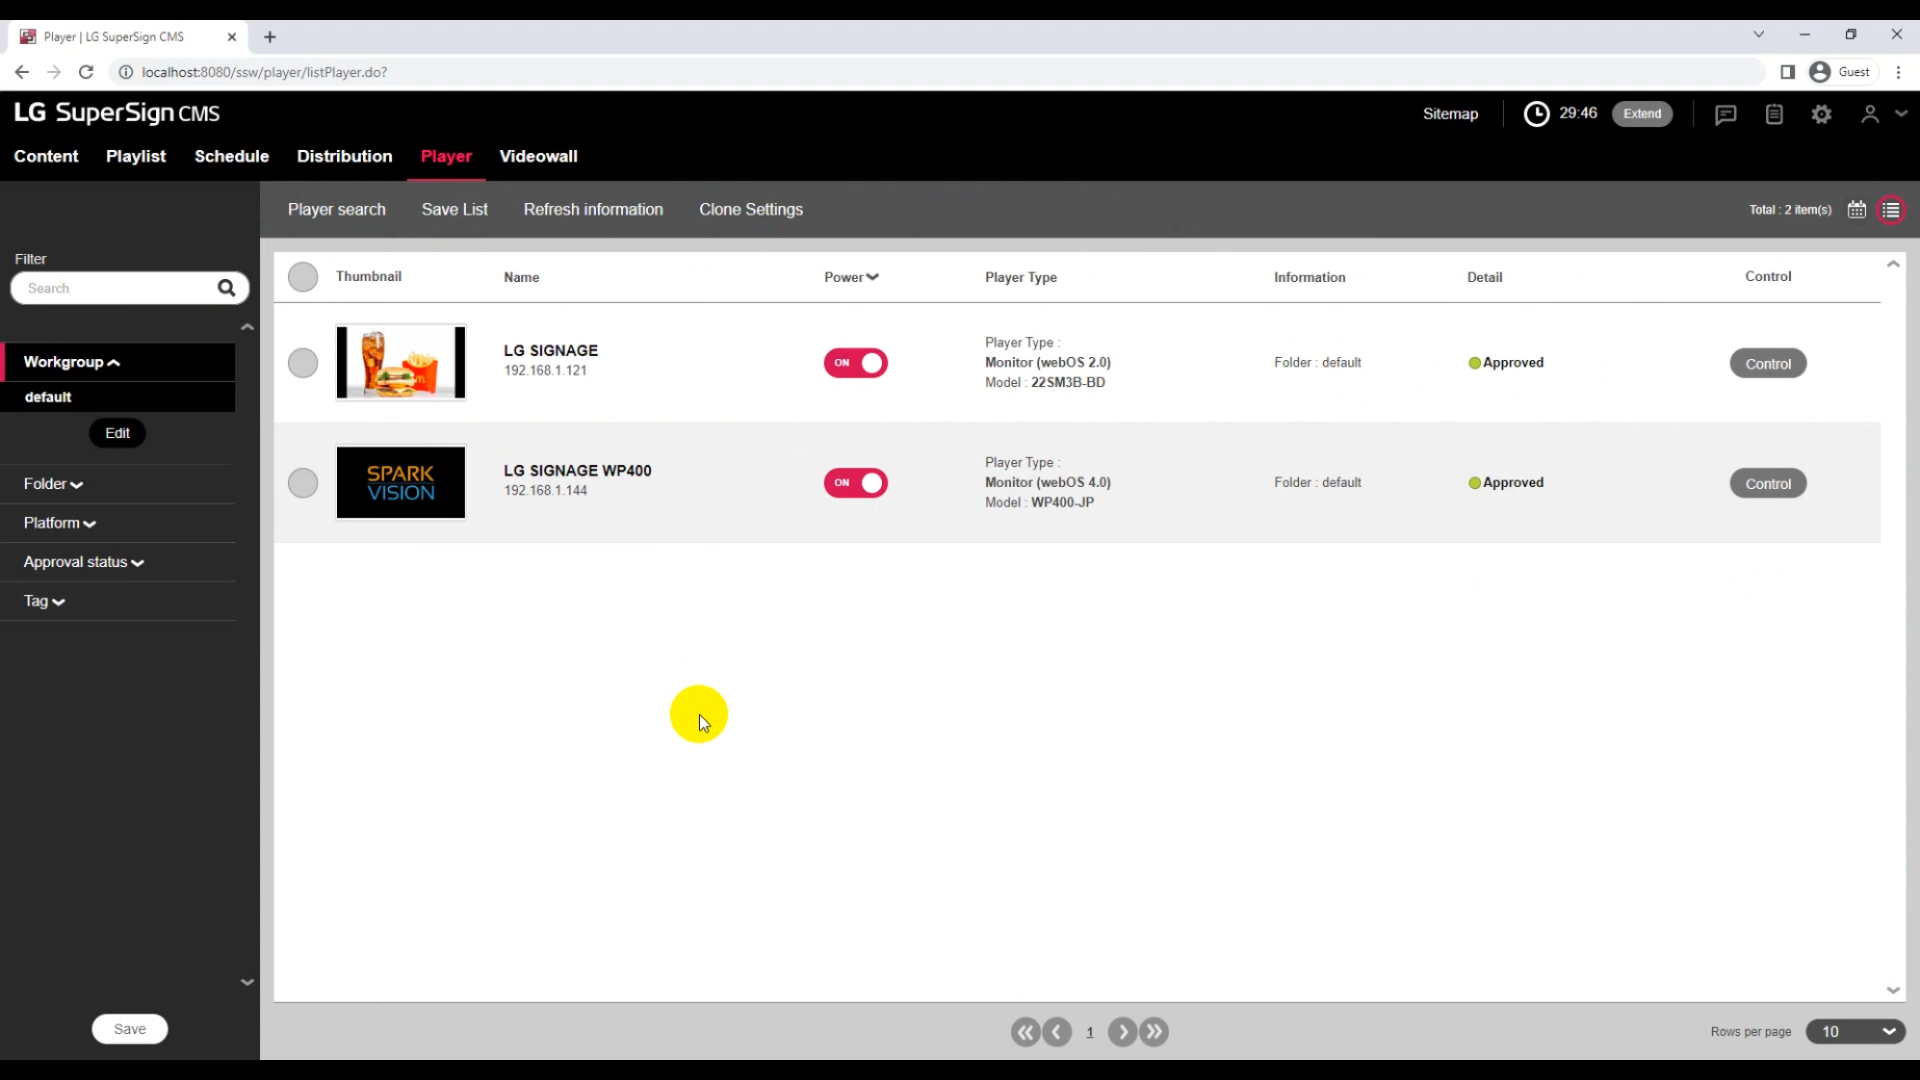 Player | LG SuperSign CMS
localhost:8080/ssw/player/listPlayer.do?
Guest
LG SuperSign CMS
Sitemap
29:46
Extend
Content
Playlist
Schedule
Distribution
Player
Videowall
Player search
Save List
Refresh information
Clone Settings
Total : 2 item(s)
Filter
Search
Workgroup
default
Edit
Folder
Platform
Approval status
Tag
Save
Thumbnail
Name
Power
Player Type
Information
Detail
Control
LG SIGNAGE
192.168.1.121
ON
Player Type :
Monitor (webOS 2.0)
Model : 22SM3B-BD
Folder : default
Approved
Control
SPARK
VISION
LG SIGNAGE WP400
192.168.1.144
ON
Player Type :
Monitor (webOS 4.0)
Model : WP400-JP
Folder : default
Approved
Control
1
Rows per page
10